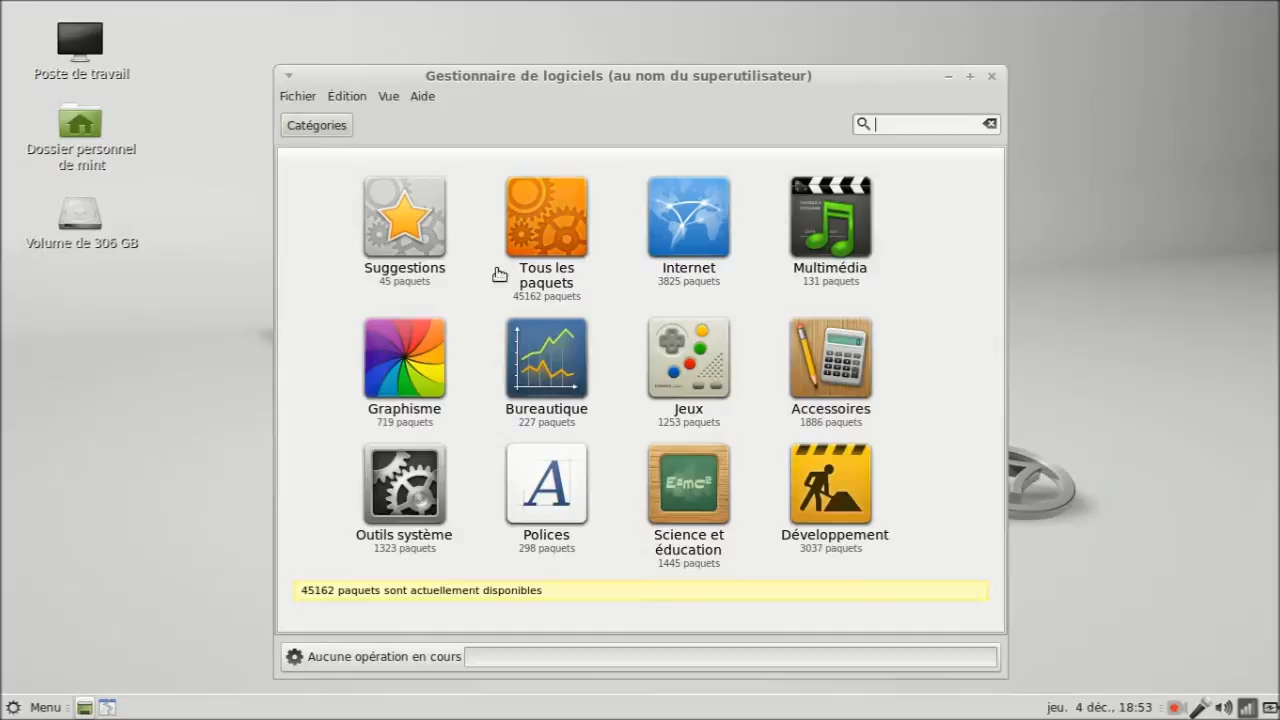 Poste de travail
Dossier personnel
de mint
Volume de 306 GB
Gestionnaire de logiciels (au nom du superutilisateur)
Fichier Édition Vue Aide
Catégories
Suggestions
45 paquets
Tous les
paquets
45162 paquets
Internet
3825 paquets
Multimédia
131 paquets
Graphisme
719 paquets
Bureautique
227 paquets
Jeux
1253 paquets
Accessoires
1886 paquets
Outils système
1323 paquets
A
Polices
298 paquets
E=mc²
Science et
éducation
1445 paquets
Développement
3037 paquets
45162 paquets sont actuellement disponibles
Aucune opération en cours
Menu
jeu. 4 déc., 18:53